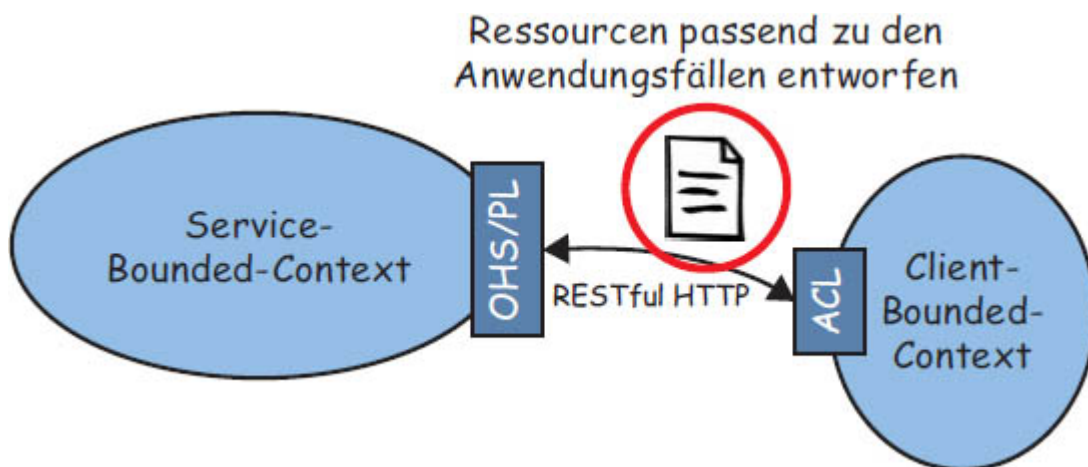 Ressourcen passend zu den
Anwendungsfällen entworfen
Service-
Bounded-Context
OHS/PL
RESTful HTTP
ACL
Client-
Bounded-
Context